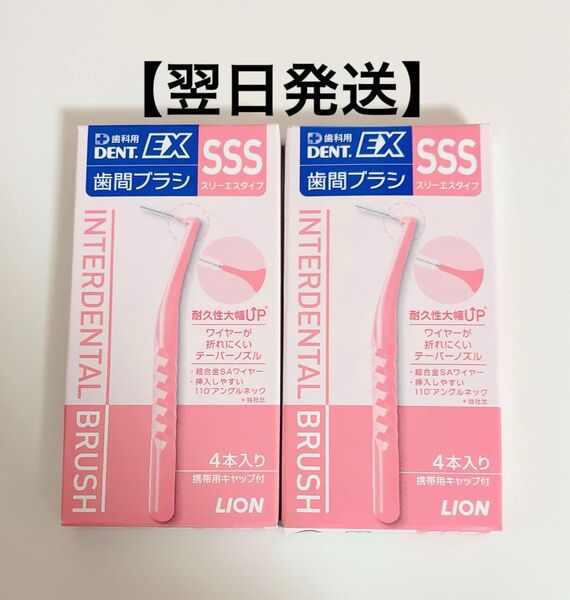 【翌日発送】
歯科用
DENT. EX
歯間ブラシ
SSS
スリーエスタイプ
INTERDENTAL BRUSH
耐久性大幅UP*
ワイヤーが
折れにくい
テーパーノズル
・超合金SAワイヤー
・挿入しやすい
110°アングルネック
*当社比
4本入り
携帯用キャップ付
LION
歯科用
DENT. EX
歯間ブラシ
SSS
スリーエスタイプ
INTERDENTAL BRUSH
耐久性大幅UP*
ワイヤーが
折れにくい
テーパーノズル
・超合金SAワイヤー
・挿入しやすい
110°アングルネック
*当社比
4本入り
携帯用キャップ付
LION